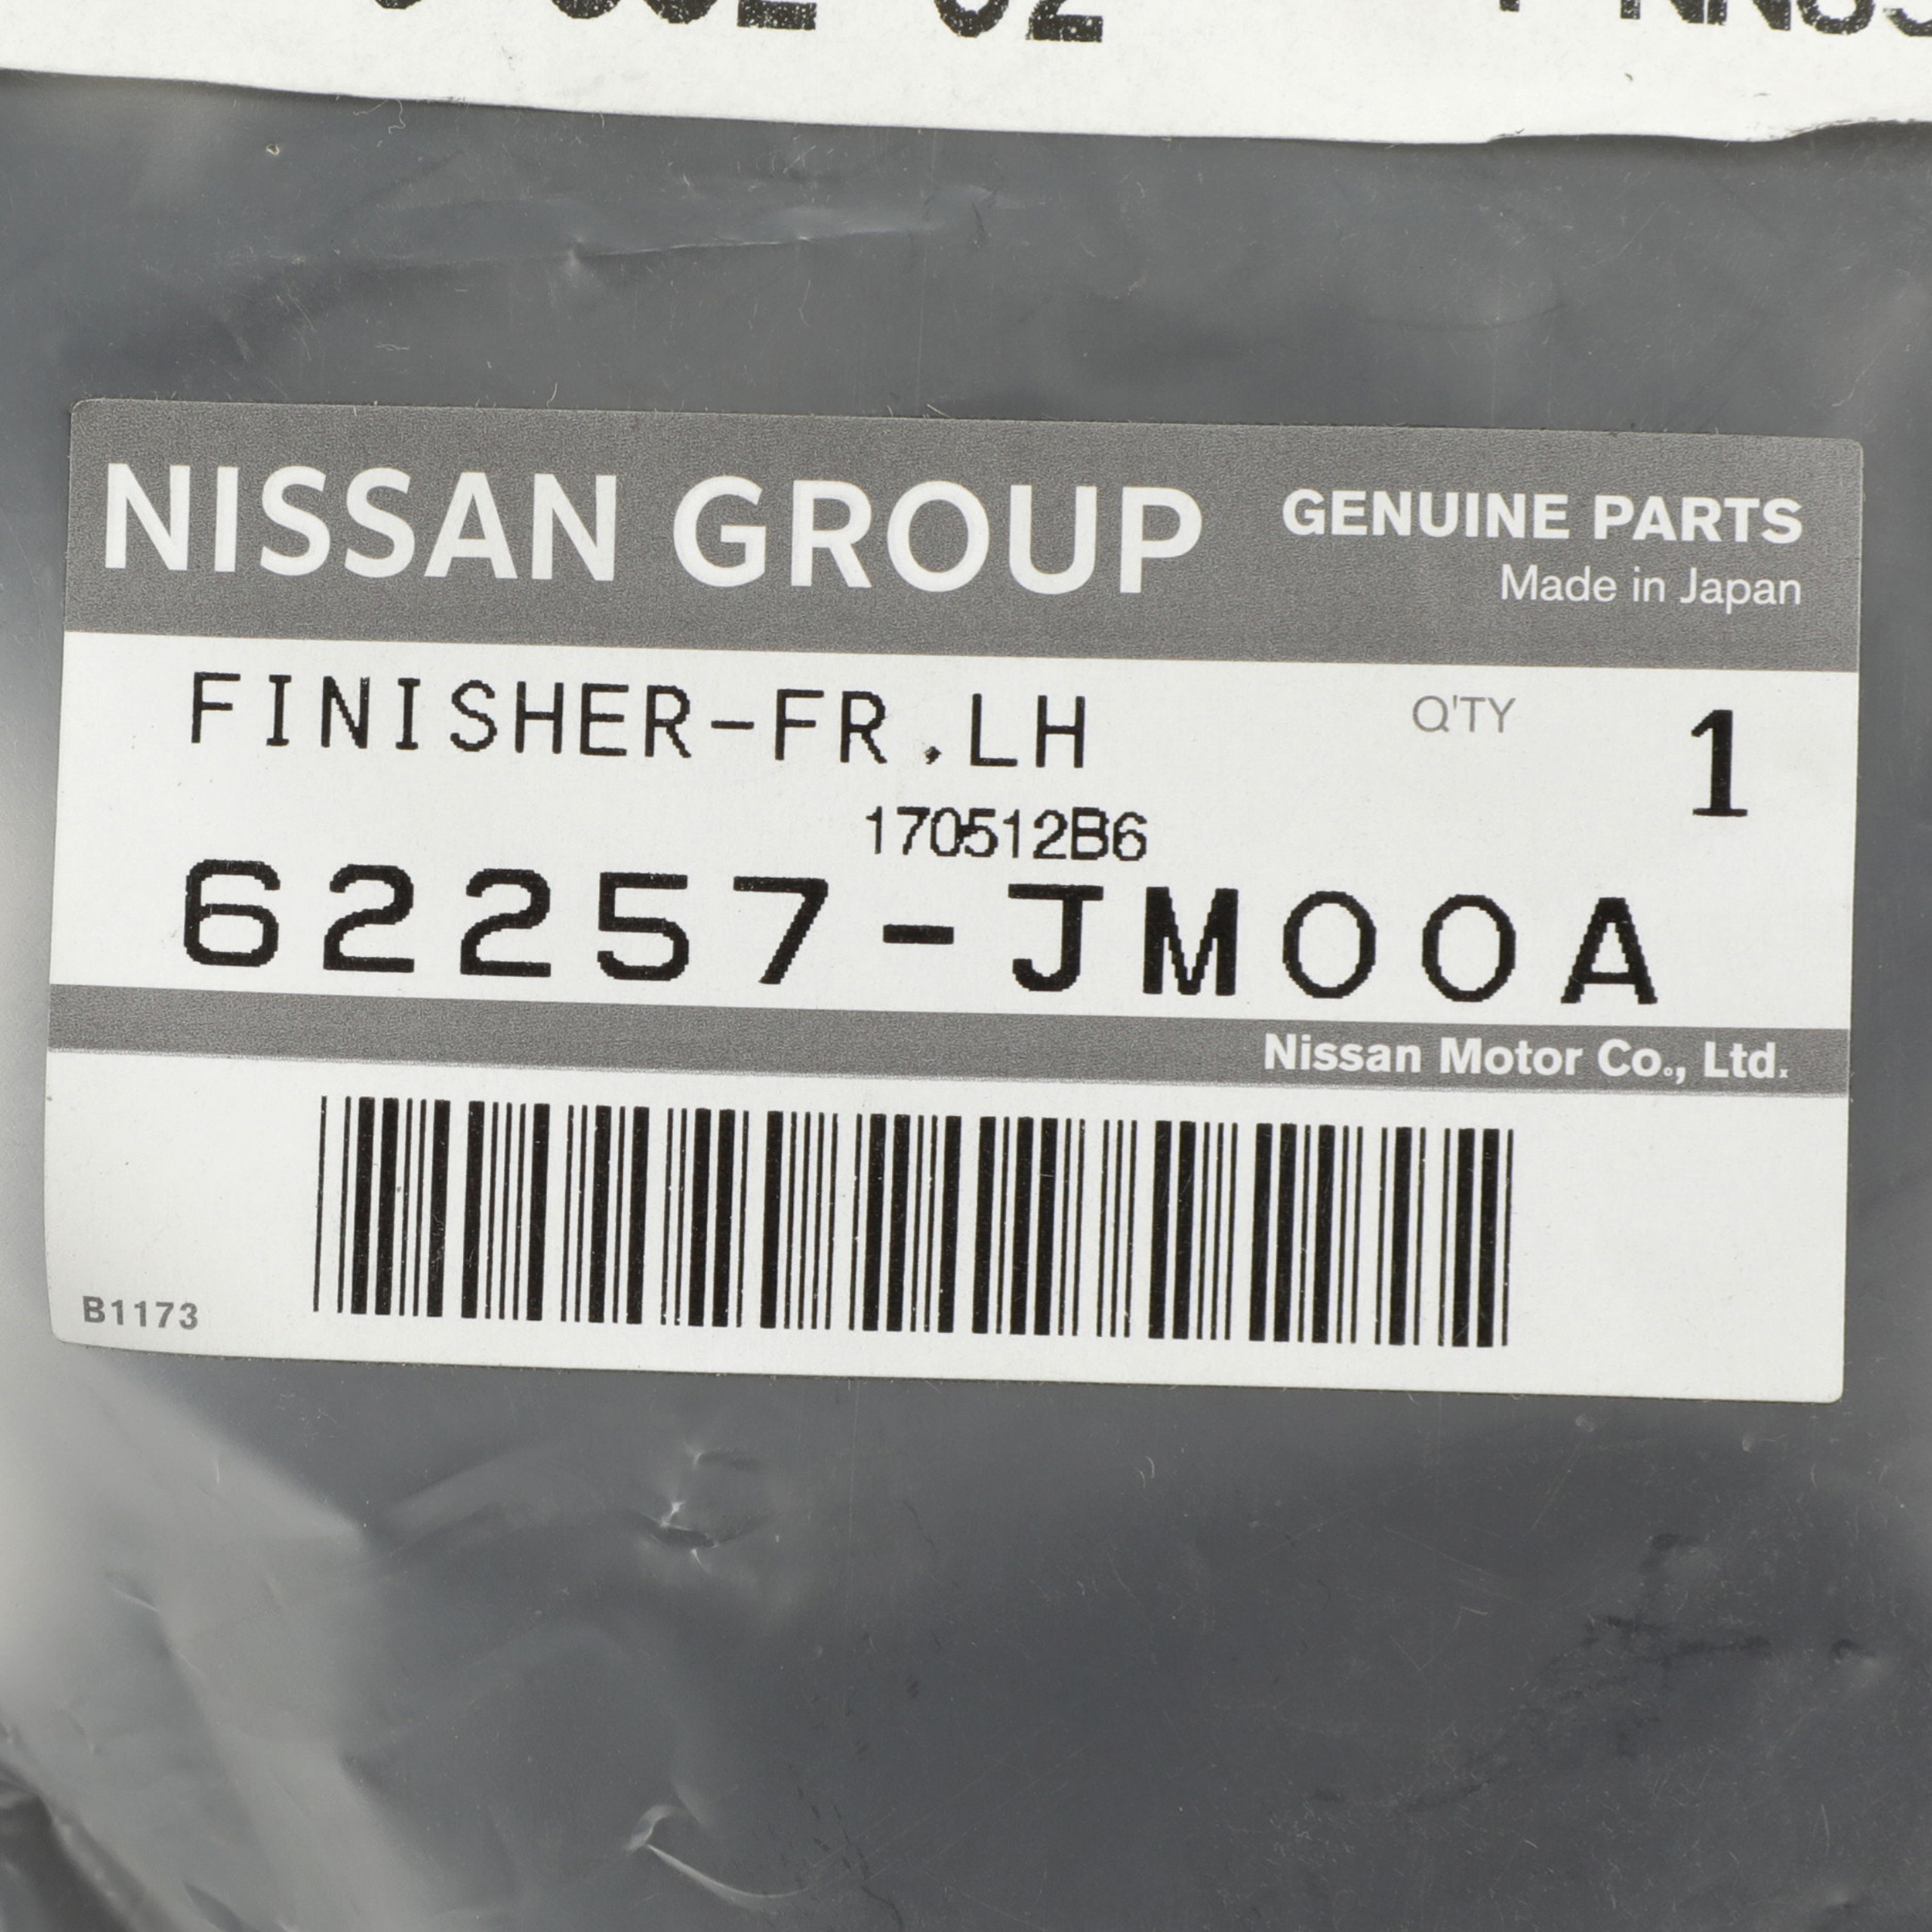 NISSAN GROUP
GENUINE PARTS
Made in Japan
FINISHER-FR,LH
Q'TY 1
170512B6
62257-JM00A
Nissan Motor Co., Ltd.
B1173